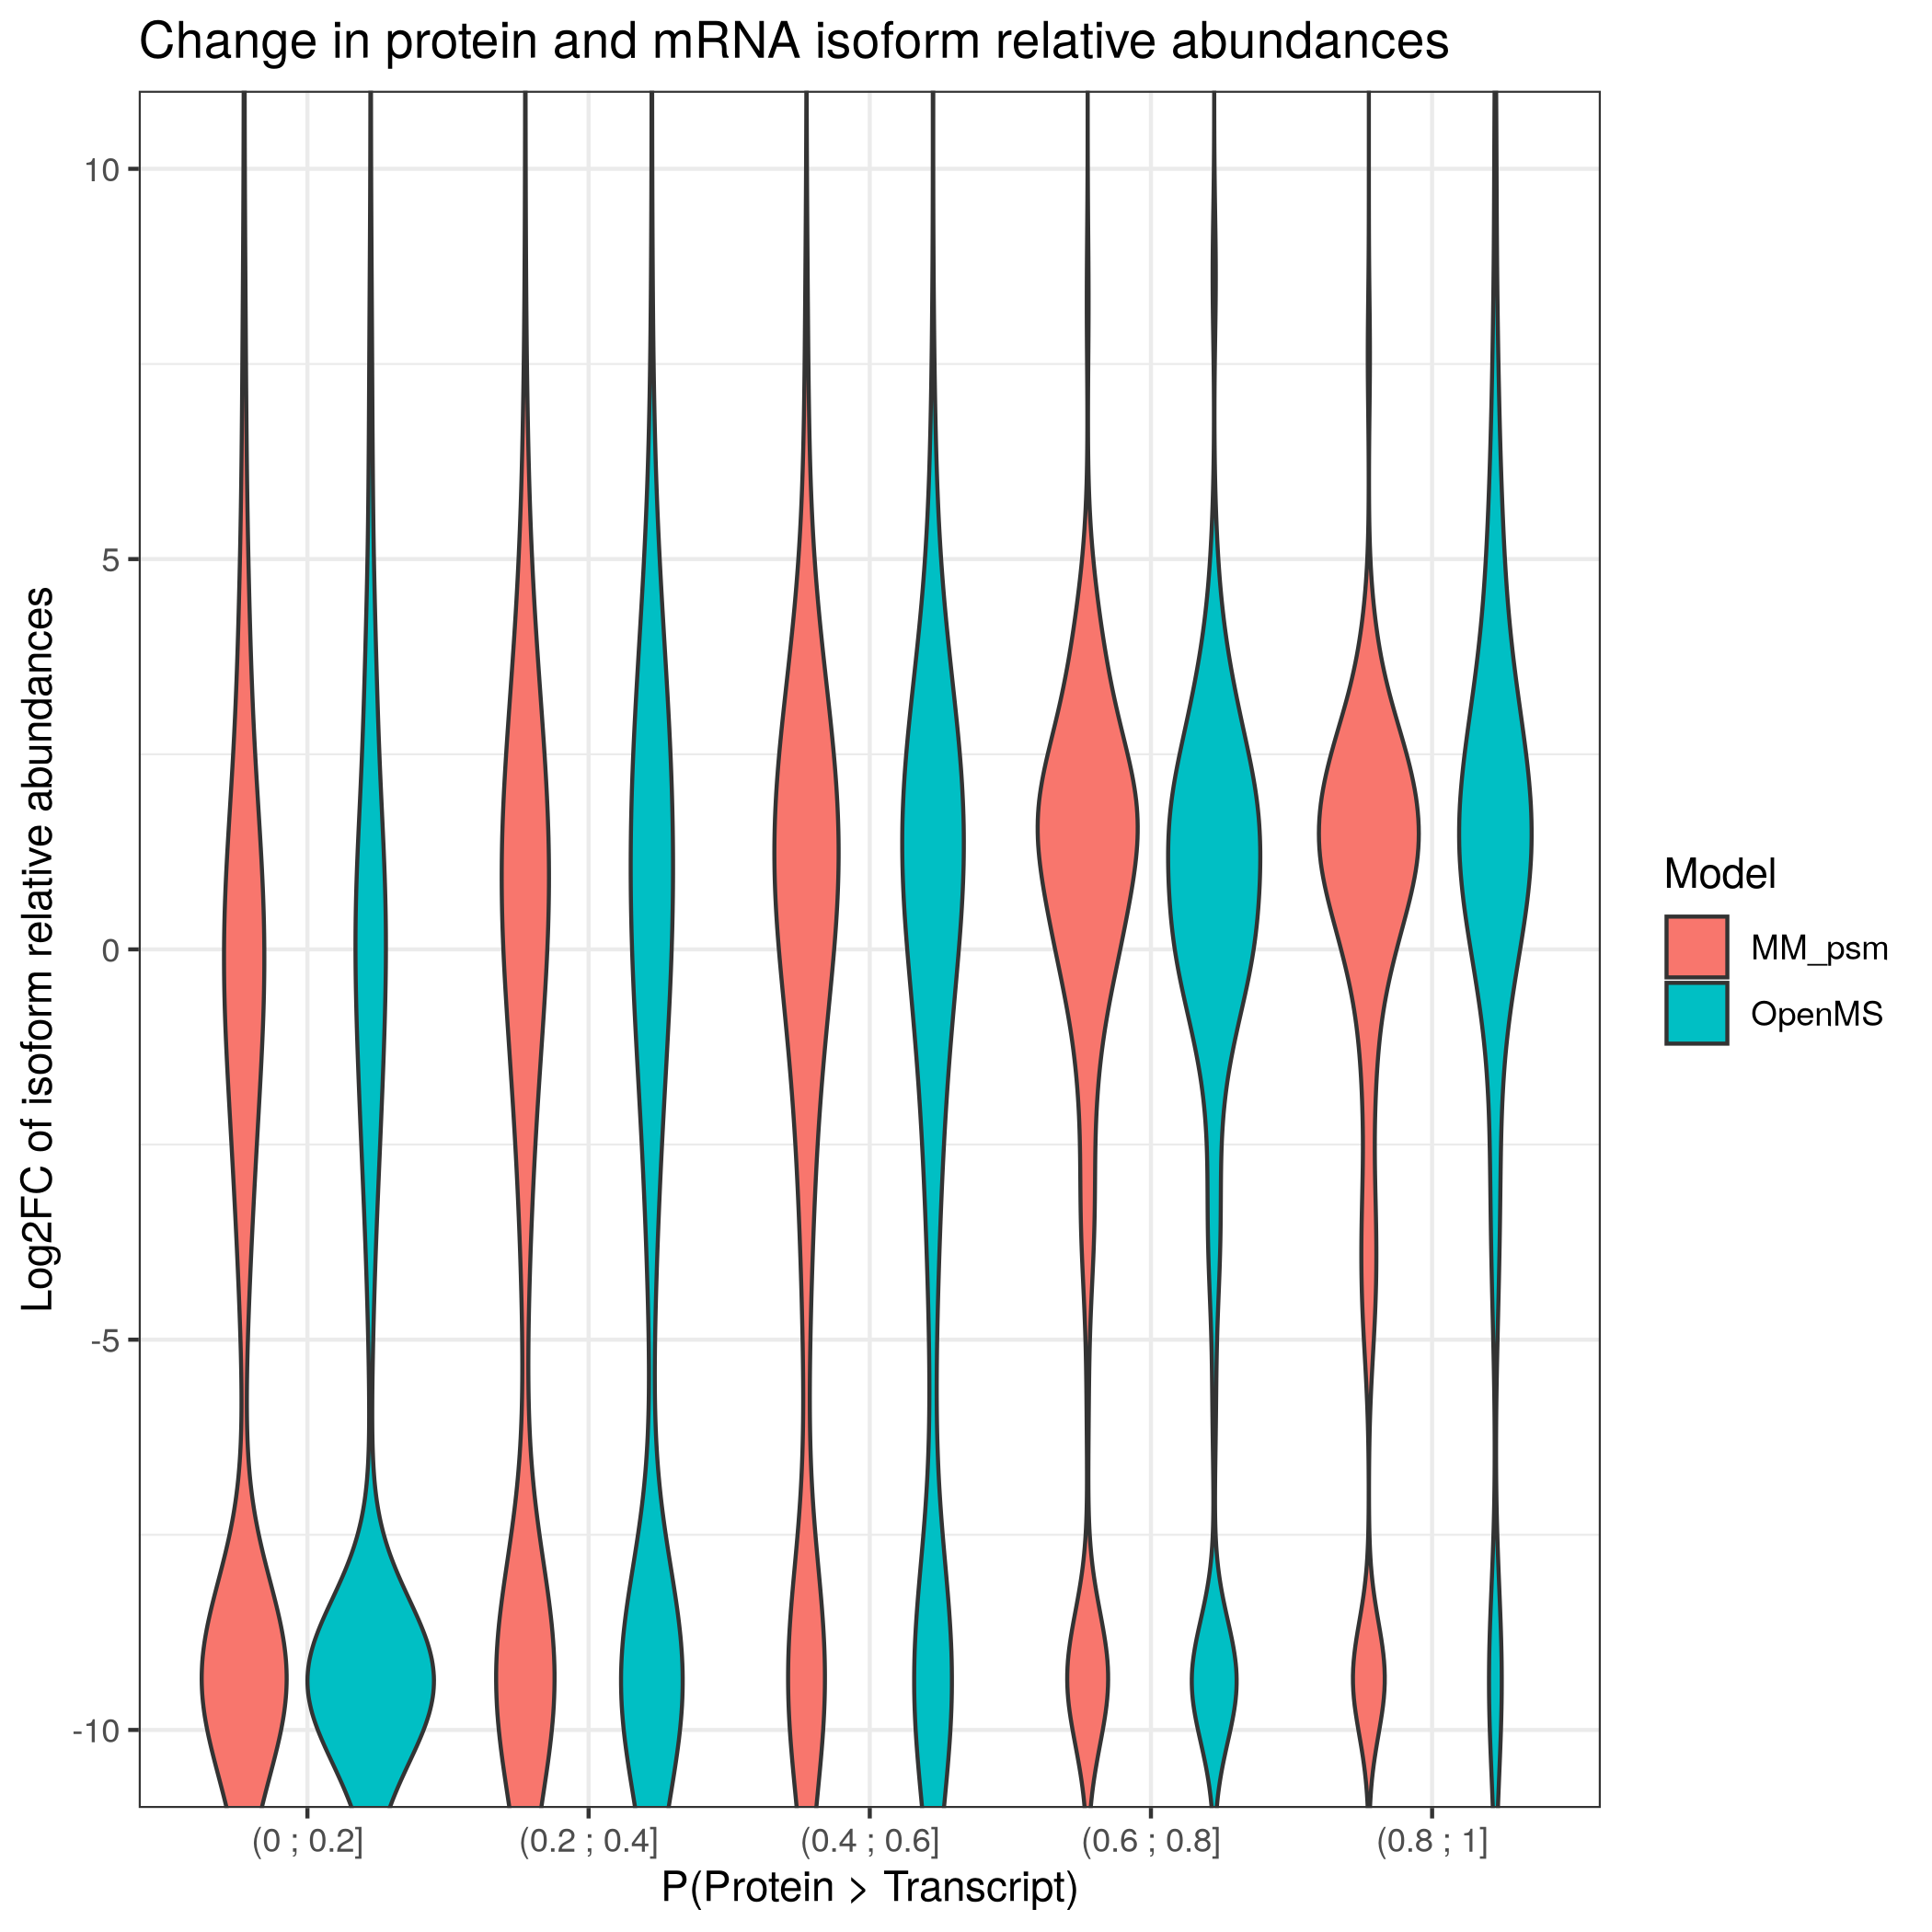 Change in protein and mRNA isoform relative abundances
Log2FC of isoform relative abundances
10
5
0
-5
-10
(0 ; 0.2]
(0.2 ; 0.4]
(0.4 ; 0.6]
(0.6 ; 0.8]
(0.8 ; 1]
P(Protein > Transcript)
Model
MM_psm
OpenMS